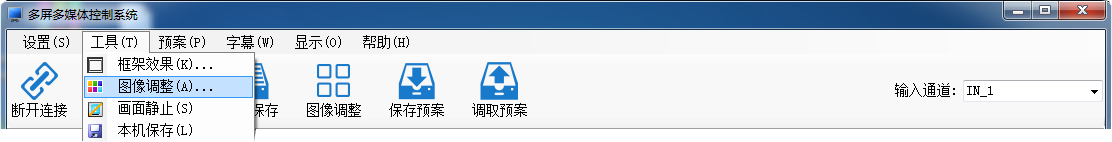 多屏多媒体控制系统
设置(S) 工具(T) 预案(P) 字幕(W) 显示(O) 帮助(H)
框架效果(K)...
图像调整(A)...
画面静止(S)
本机保存(L)
断开连接 保存 图像调整 保存预案 调取预案
输入通道: IN_1